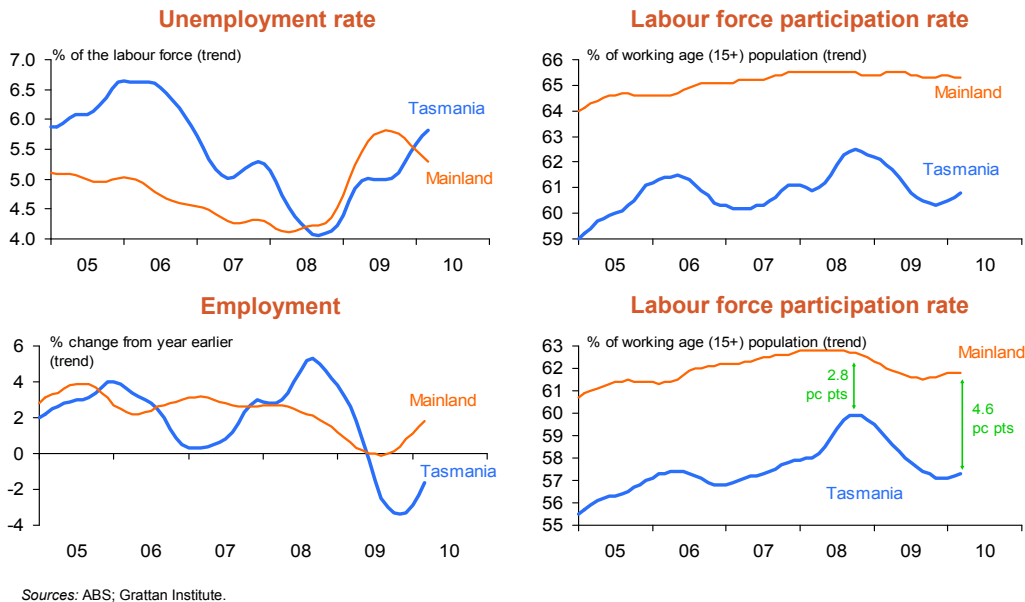 Unemployment rate
% of the labour force (trend)
7.0
6.5
6.0
5.5
5.0
4.5
4.0
Tasmania
Mainland
05 06 07 08 09 10
Labour force participation rate
% of working age (15+) population (trend)
66
65
64
63
62
61
60
59
Mainland
Tasmania
05 06 07 08 09 10
Employment
% change from year earlier
(trend)
6
4
2
0
-2
-4
Mainland
Tasmania
05 06 07 08 09 10
Labour force participation rate
% of working age (15+) population (trend)
63
62
61
60
59
58
57
56
55
Mainland
2.8
pc pts
4.6
pc pts
Tasmania
05 06 07 08 09 10
Sources: ABS; Grattan Institute.